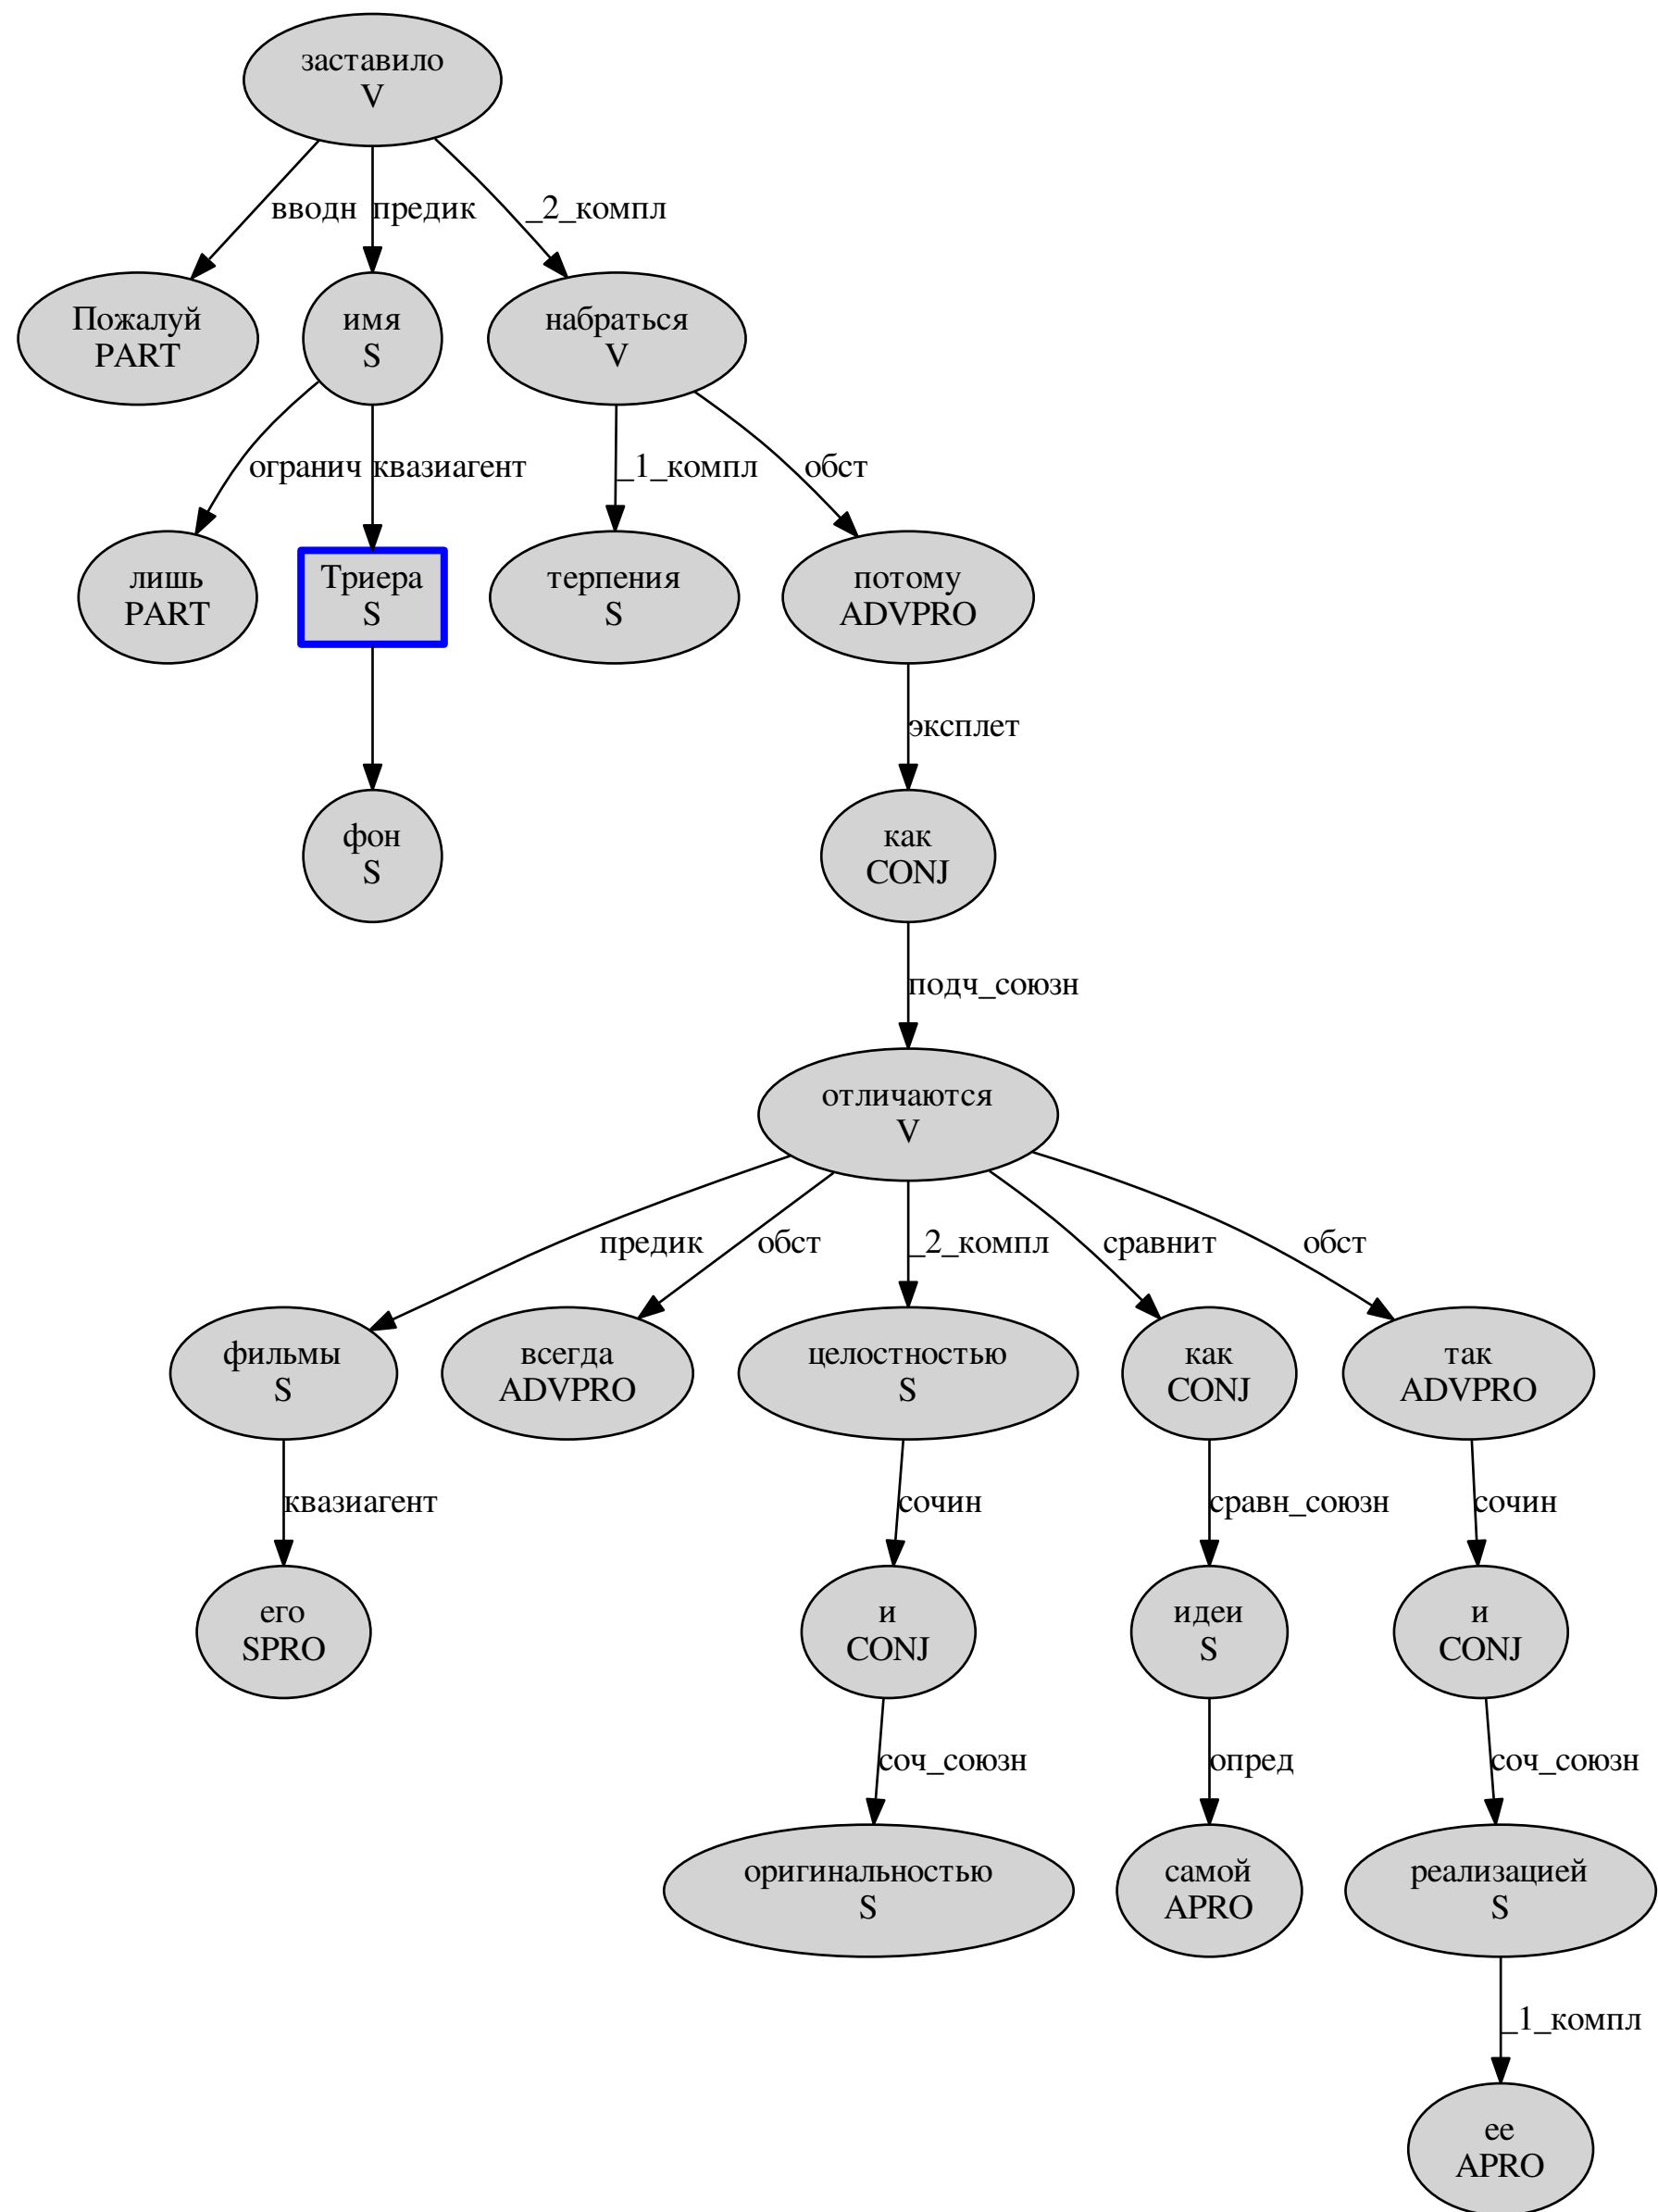 заставило
V
вводн предик _2_компл
Пожалуй
PART
имя
S
набраться
V
огранич квазиагент _1_компл обст
лишь
PART
Триера
S
терпения
S
потому
ADVPRO
эксплет
фон
S
как
CONJ
подч_союзн
отличаются
V
предик обст _2_компл сравнит обст
фильмы
S
всегда
ADVPRO
целостностью
S
как
CONJ
так
ADVPRO
квазиагент сочин сравн_союзн сочин
его
SPRO
и
CONJ
идеи
S
и
CONJ
соч_союзн опред соч_союзн
оригинальностью
S
самой
APRO
реализацией
S
_1_компл
ее
APRO